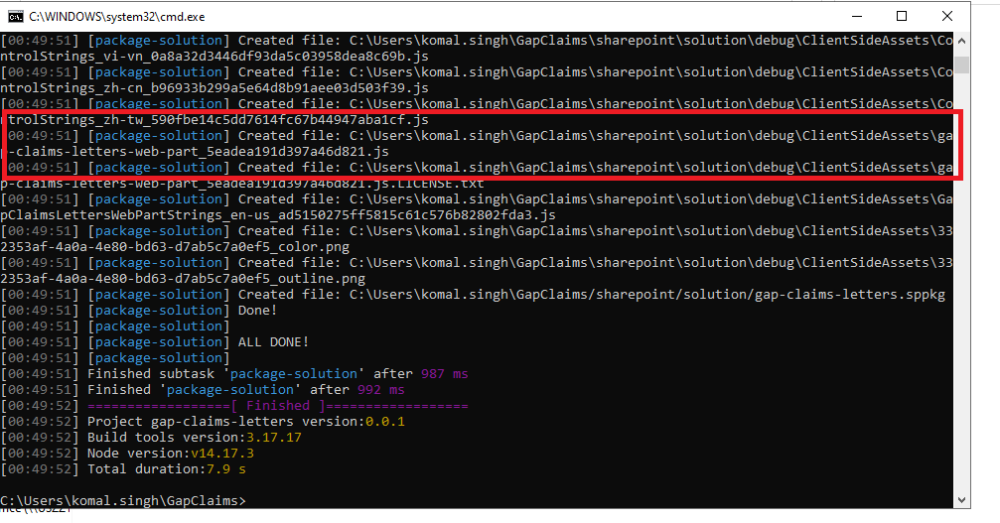 C:\WINDOWS\system32\cmd.exe
[00:49:51] [package-solution] Created file: C:\Users\komal.singh\GapClaims\sharepoint\solution\debug\ClientSideAssets\Co
ntrolStrings_vi-vn_0a8a32d3446df93da5c03958dea8c69b.js
[00:49:51] [package-solution] Created file: C:\Users\komal.singh\GapClaims\sharepoint\solution\debug\ClientSideAssets\Co
ntrolStrings_zh-cn_b96933b299a5e64d8b91aee03d503f39.js
[00:49:51] [package-solution] Created file: C:\Users\komal.singh\GapClaims\sharepoint\solution\debug\ClientSideAssets\Co
ntrolStrings_zh-tw_590fbe14c5dd7614fc67b44947aba1cf.js
[00:49:51] [package-solution] Created file: C:\Users\komal.singh\GapClaims\sharepoint\solution\debug\ClientSideAssets\ga
p-claims-letters-web-part_5eadea191d397a46d821.js
[00:49:51] [package-solution] Created file: C:\Users\komal.singh\GapClaims\sharepoint\solution\debug\ClientSideAssets\ga
p-claims-letters-web-part_5eadea191d397a46d821.js.LICENSE.txt
[00:49:51] [package-solution] Created file: C:\Users\komal.singh\GapClaims\sharepoint\solution\debug\ClientSideAssets\Ga
pClaimsLettersWebPartStrings_en-us_ad5150275ff5815c61c576b82802fda3.js
[00:49:51] [package-solution] Created file: C:\Users\komal.singh\GapClaims\sharepoint\solution\debug\ClientSideAssets\33
2353af-4a0a-4e80-bd63-d7ab5c7a0ef5_color.png
[00:49:51] [package-solution] Created file: C:\Users\komal.singh\GapClaims\sharepoint\solution\debug\ClientSideAssets\33
2353af-4a0a-4e80-bd63-d7ab5c7a0ef5_outline.png
[00:49:51] [package-solution] Created file: C:\Users\komal.singh\GapClaims/sharepoint/solution/gap-claims-letters.sppkg
[00:49:51] [package-solution] Done!
[00:49:51] [package-solution]
[00:49:51] [package-solution] ALL DONE!
[00:49:51] [package-solution]
[00:49:51] Finished subtask 'package-solution' after 987 ms
[00:49:51] Finished 'package-solution' after 992 ms
[00:49:52] ==================[ Finished ]==================
[00:49:52] Project gap-claims-letters version:0.0.1
[00:49:52] Build tools version:3.17.17
[00:49:52] Node version:v14.17.3
[00:49:52] Total duration:7.9 s
C:\Users\komal.singh\GapClaims>